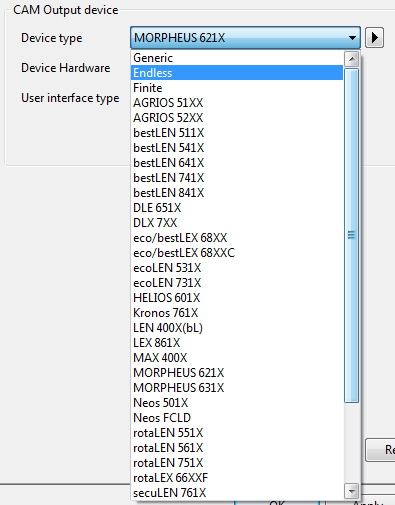 CAM Output device
Device type
MORPHEUS 621X
Device Hardware
User interface type
Generic
Endless
Finite
AGRIOS 51XX
AGRIOS 52XX
bestLEN 511X
bestLEN 541X
bestLEN 641X
bestLEN 741X
bestLEN 841X
DLE 651X
DLX 7XX
eco/bestLEX 68XX
eco/bestLEX 68XXC
ecoLEN 531X
ecoLEN 731X
HELIOS 601X
Kronos 761X
LEN 400X(bL)
LEX 861X
MAX 400X
MORPHEUS 621X
MORPHEUS 631X
Neos 501X
Neos FCLD
rotaLEN 551X
rotaLEN 561X
rotaLEN 751X
rotaLEX 66XXF
secuLEN 761X
Re